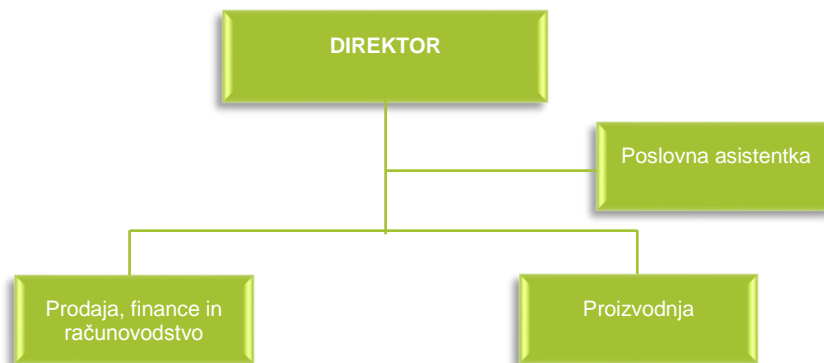 DIREKTOR
Poslovna asistentka
Prodaja, finance in
računovodstvo
Proizvodnja